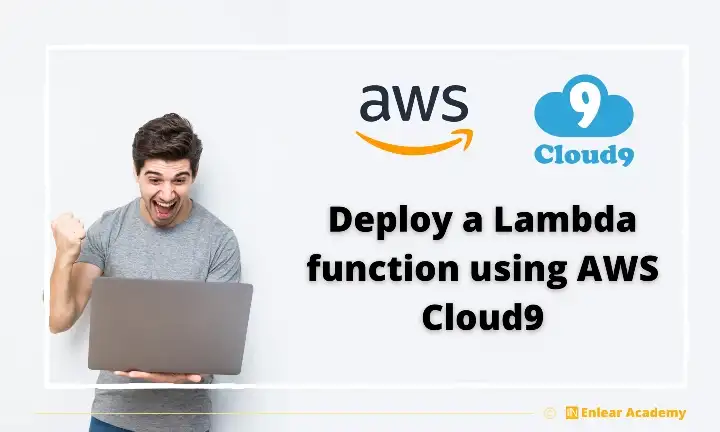 aws
9
Cloud9
Deploy a Lambda
function using AWS
Cloud9
© EN Enlear Academy